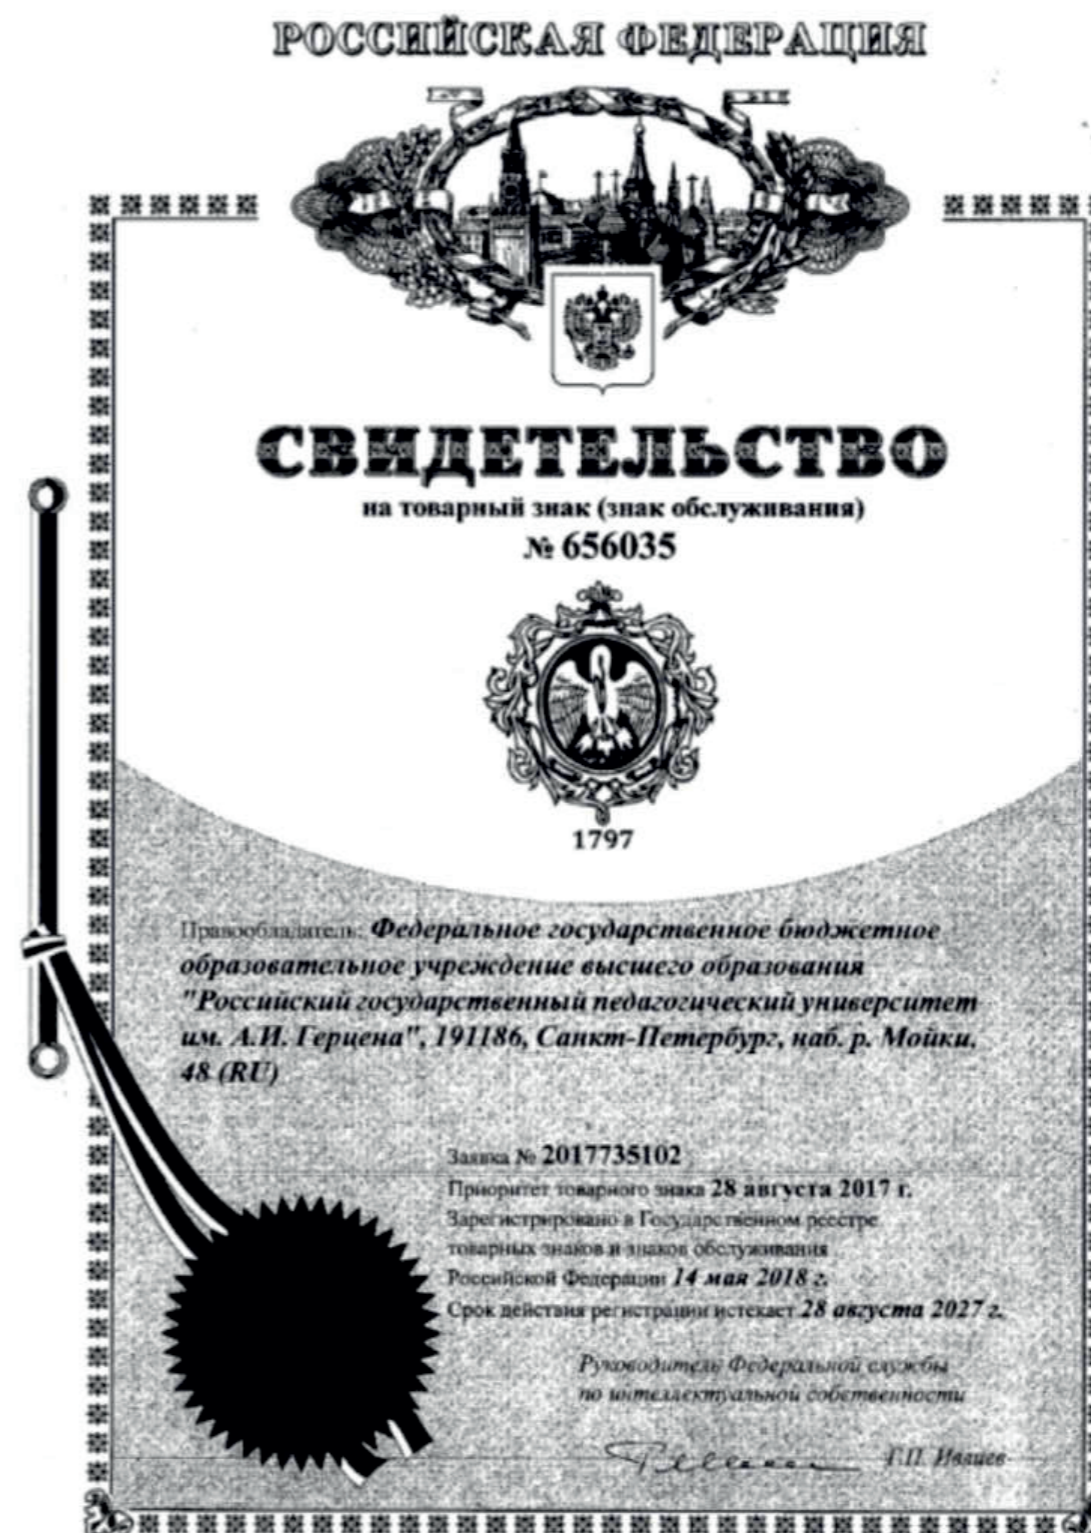 РОССИЙСКАЯ ФЕДЕРАЦИЯ
СВИДЕТЕЛЬСТВО
на товарный знак (знак обслуживания)
№ 656035
1797
Правообладатель: Федеральное государственное бюджетное
образовательное учреждение высшего образования
"Российский государственный педагогический университет
им. А.И. Герцена", 191186, Санкт-Петербург, наб. р. Мойки,
48 (RU)
Заявка № 2017735102
Приоритет товарного знака 28 августа 2017 г.
Зарегистрировано в Государственном реестре
товарных знаков и знаков обслуживания
Российской Федерации 14 мая 2018 г.
Срок действия регистрации истекает 28 августа 2027 г.
Руководитель Федеральной службы
по интеллектуальной собственности
Г.П. Ивлиев